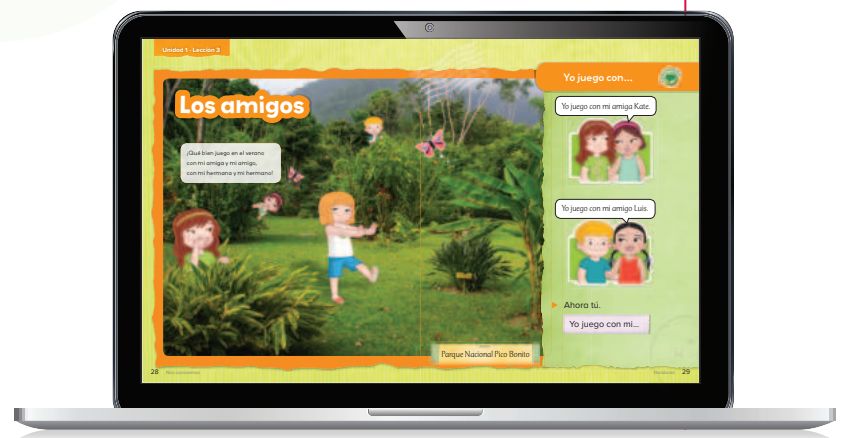 Unidad 1 - Lección 3
Los amigos
¡Qué bien juego en el verano
con mi amiga y mi amigo,
con mi hermana y mi hermano!
Parque Nacional Pico Bonito
28
Yo juego con...
Yo juego con mi amiga Kate.
Yo juego con mi amigo Luis.
Ahora tú.
Yo juego con mi...
29